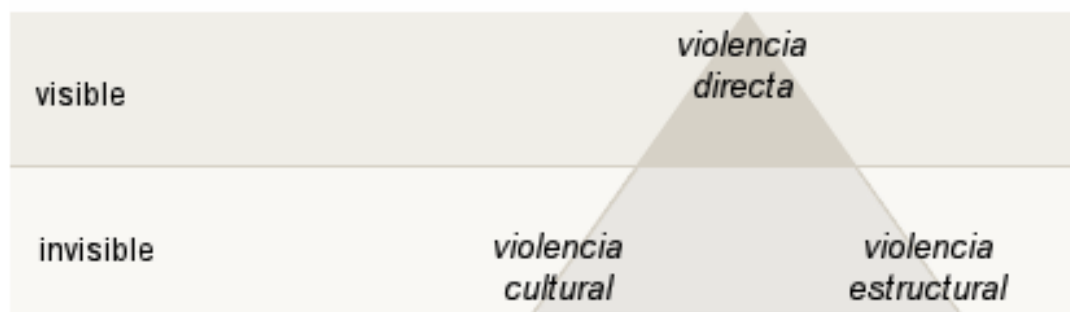 violencia
directa
visible
invisible
violencia
cultural
violencia
estructural